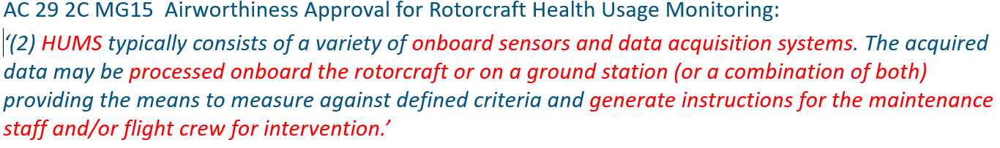 AC 29 2C MG15  Airworthiness Approval for Rotorcraft Health Usage Monitoring:
‘(2) HUMS typically consists of a variety of onboard sensors and data acquisition systems. The acquired
data may be processed onboard the rotorcraft or on a ground station (or a combination of both)
providing the means to measure against defined criteria and generate instructions for the maintenance
staff and/or flight crew for intervention.’